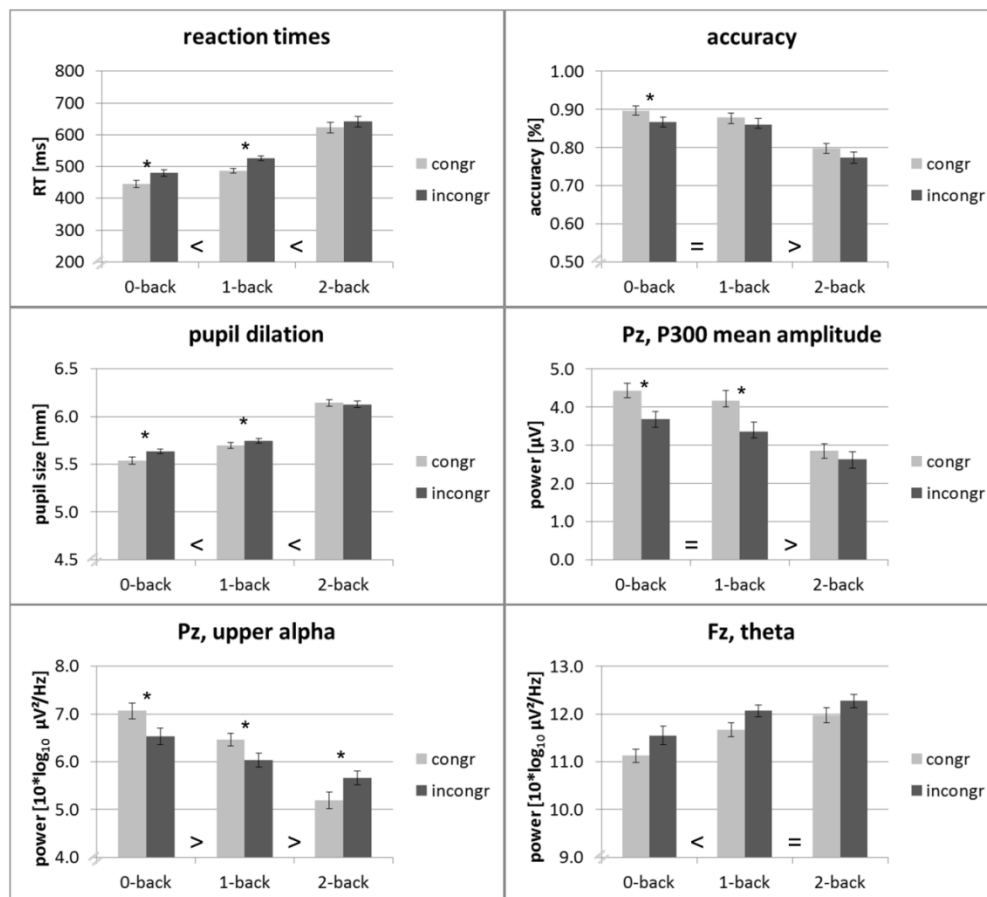 reaction times
800
700
600
500
400
300
200
RT [ms]
* *
< <
0-back 1-back 2-back
congr
incongr
accuracy
1.00
0.90
0.80
0.70
0.60
0.50
accuracy [%]
*
= >
0-back 1-back 2-back
congr
incongr
pupil dilation
6.5
6.0
5.5
5.0
4.5
pupil size [mm]
* *
< <
0-back 1-back 2-back
congr
incongr
Pz, P300 mean amplitude
5.0
4.0
3.0
2.0
1.0
0.0
power [µV]
* *
= >
0-back 1-back 2-back
congr
incongr
Pz, upper alpha
8.0
7.0
6.0
5.0
4.0
power [10*log₁₀ µV²/Hz]
* * *
> >
0-back 1-back 2-back
congr
incongr
Fz, theta
13.0
12.0
11.0
10.0
9.0
power [10*log₁₀ µV²/Hz]
< =
0-back 1-back 2-back
congr
incongr